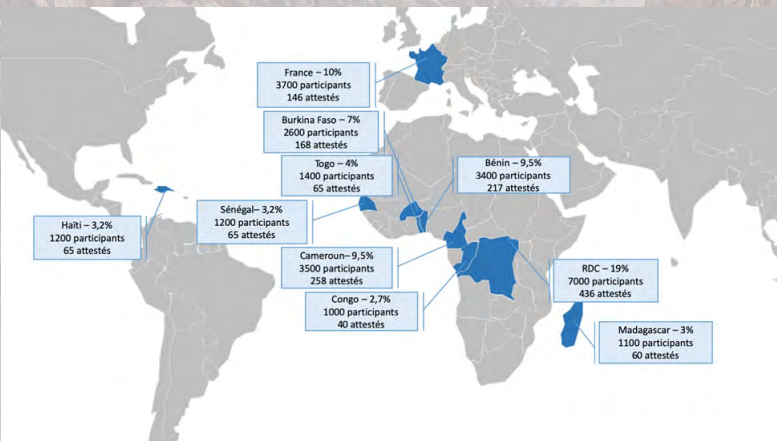 France – 10%
3700 participants
146 attestés
Burkina Faso – 7%
2600 participants
168 attestés
Togo – 4%
1400 participants
65 attestés
Bénin – 9,5%
3400 participants
217 attestés
Sénégal– 3,2%
1200 participants
65 attestés
Haïti – 3,2%
1200 participants
65 attestés
Cameroun– 9,5%
3500 participants
258 attestés
RDC – 19%
7000 participants
436 attestés
Congo – 2,7%
1000 participants
40 attestés
Madagascar – 3%
1100 participants
60 attestés